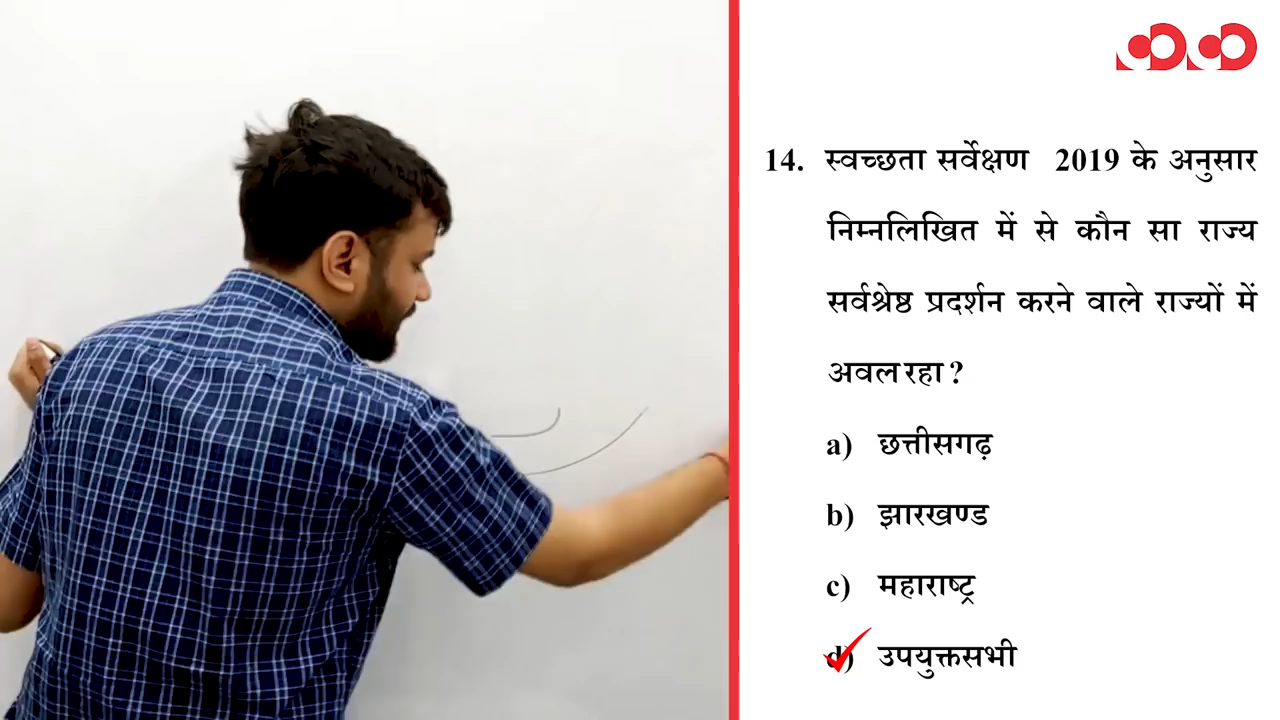 14. स्वच्छता सर्वेक्षण 2019 के अनुसार
निम्नलिखित में से कौन सा राज्य
सर्वश्रेष्ठ प्रदर्शन करने वाले राज्यों में
अवल रहा ?
a) छत्तीसगढ़
b) झारखण्ड
c) महाराष्ट्र
d) उपयुक्त सभी